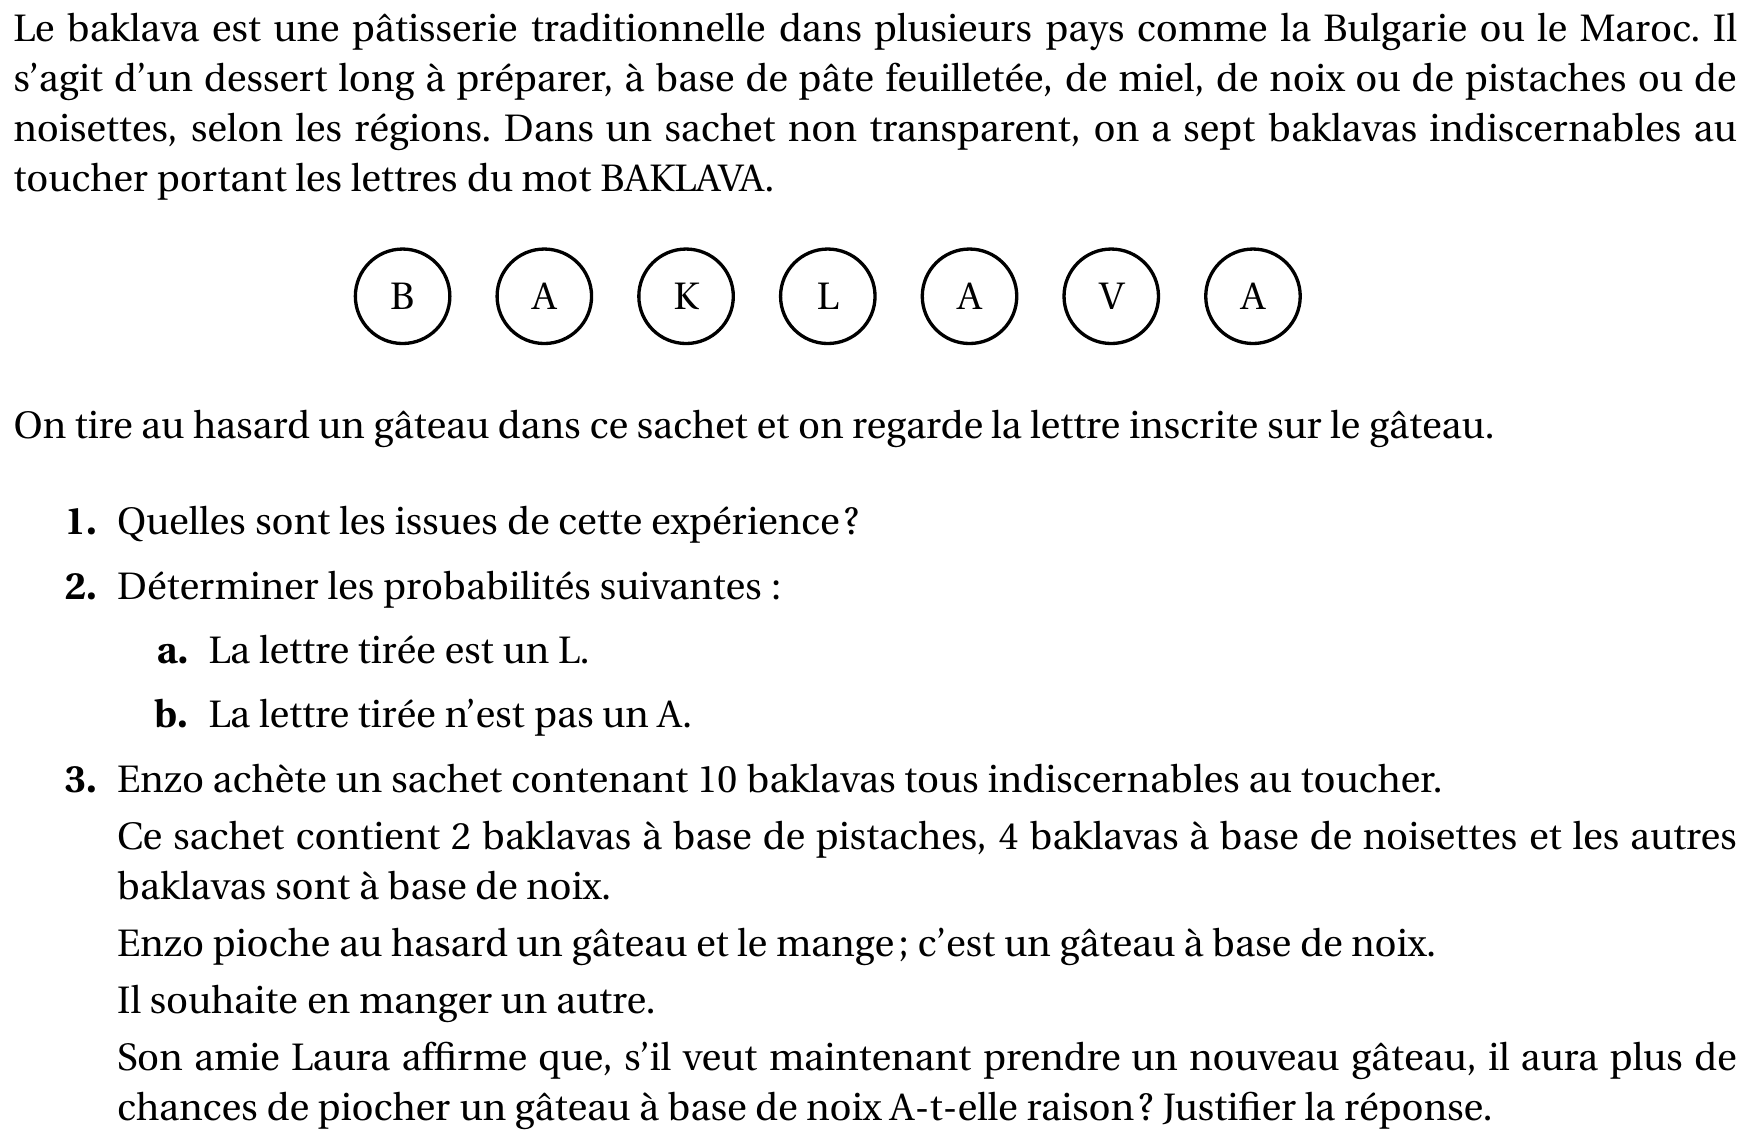 Le baklava est une pâtisserie traditionnelle dans plusieurs pays comme la Bulgarie ou le Maroc. Il
s’agit d’un dessert long à préparer, à base de pâte feuilletée, de miel, de noix ou de pistaches ou de
noisettes, selon les régions. Dans un sachet non transparent, on a sept baklavas indiscernables au
toucher portant les lettres du mot BAKLAVA.
B A K L A V A
On tire au hasard un gâteau dans ce sachet et on regarde la lettre inscrite sur le gâteau.
1. Quelles sont les issues de cette expérience ?
2. Déterminer les probabilités suivantes :
a. La lettre tirée est un L.
b. La lettre tirée n’est pas un A.
3. Enzo achète un sachet contenant 10 baklavas tous indiscernables au toucher.
Ce sachet contient 2 baklavas à base de pistaches, 4 baklavas à base de noisettes et les autres
baklavas sont à base de noix.
Enzo pioche au hasard un gâteau et le mange ; c’est un gâteau à base de noix.
Il souhaite en manger un autre.
Son amie Laura affirme que, s’il veut maintenant prendre un nouveau gâteau, il aura plus de
chances de piocher un gâteau à base de noix A-t-elle raison ? Justifier la réponse.